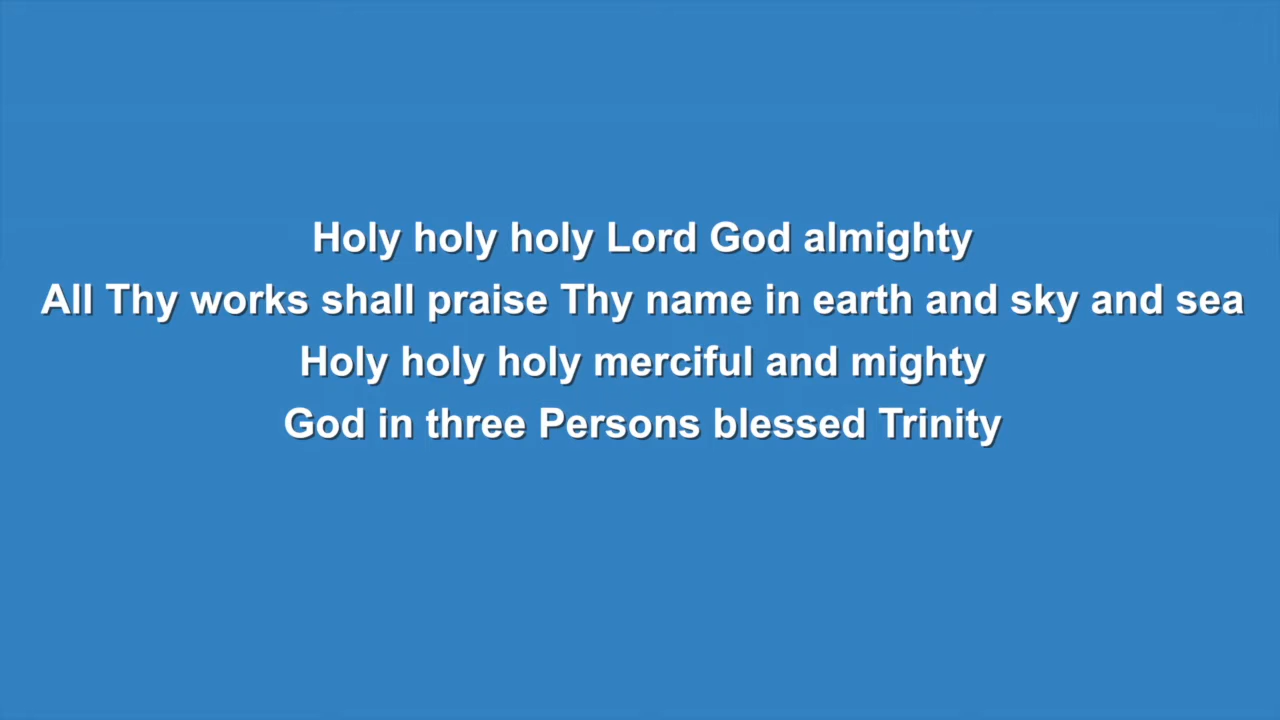 Holy holy holy Lord God almighty
All Thy works shall praise Thy name in earth and sky and sea
Holy holy holy merciful and mighty
God in three Persons blessed Trinity